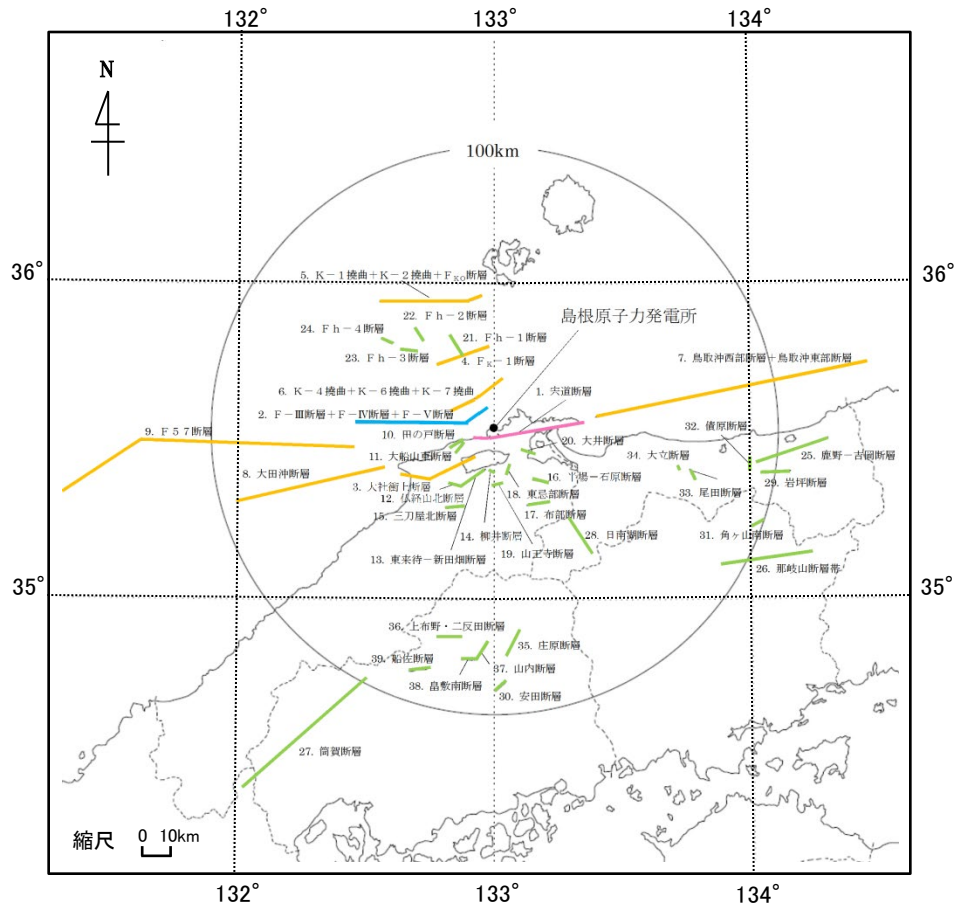 132°
133°
134°
N
100km
36°
36°
5. K－1撓曲＋K－2撓曲＋FKO断層
22. Fh－2断層
島根原子力発電所
24. Fh－4断層
21. Fh－1断層
23. Fh－3断層
4. FK－1断層
7. 鳥取沖西部断層＋鳥取沖東部断層
6. K－4撓曲＋K－6撓曲＋K－7撓曲
1. 宍道断層
2. F－Ⅲ断層＋F－Ⅳ断層＋F－Ⅴ断層
9. F57断層
10. 田の戸断層
20. 大井断層
32. 槓原断層
11. 大船山東断層
34. 大立断層
25. 鹿野－吉岡断層
8. 大田沖断層
16. 半場－石原断層
29. 岩坪断層
3. 大社衝上断層
18. 東忌部断層
33. 尾田断層
12. 仏経山北断層
17. 布部断層
15. 三刀屋北断層
14. 柳井断層
28. 日南湖断層
31. 角ヶ山南断層
13. 東来待－新田畑断層
19. 山王寺断層
26. 那岐山断層帯
35°
35°
36. 上布野・二反田断層
35. 庄原断層
39. 船佐断層
37. 山内断層
38. 畠敷南断層
30. 安田断層
27. 筒賀断層
縮尺 0 10km
132°
133°
134°